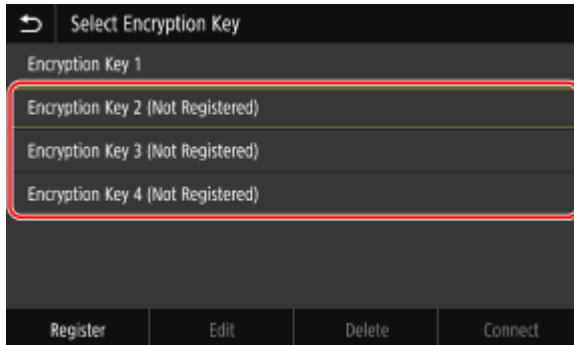 Select Encryption Key
Encryption Key 1
Encryption Key 2 (Not Registered)
Encryption Key 3 (Not Registered)
Encryption Key 4 (Not Registered)
Register Edit Delete Connect